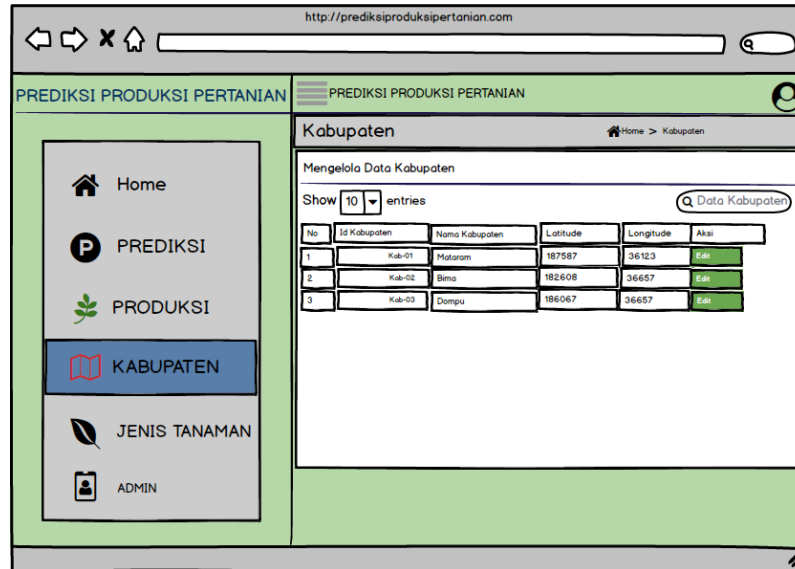 http://prediksiproduksipertanian.com
PREDIKSI PRODUKSI PERTANIAN
PREDIKSI PRODUKSI PERTANIAN
Home
P PREDIKSI
PRODUKSI
KABUPATEN
JENIS TANAMAN
ADMIN
Kabupaten
Home > Kabupaten
Mengelola Data Kabupaten
Show 10 entries
Data Kabupaten
No Id Kabupaten Nama Kabupaten Latitude Longitude Aksi
1 Kab-01 Mataram 187587 36123 Edit
2 Kab-02 Bima 182608 36657 Edit
3 Kab-03 Dompu 186067 36657 Edit